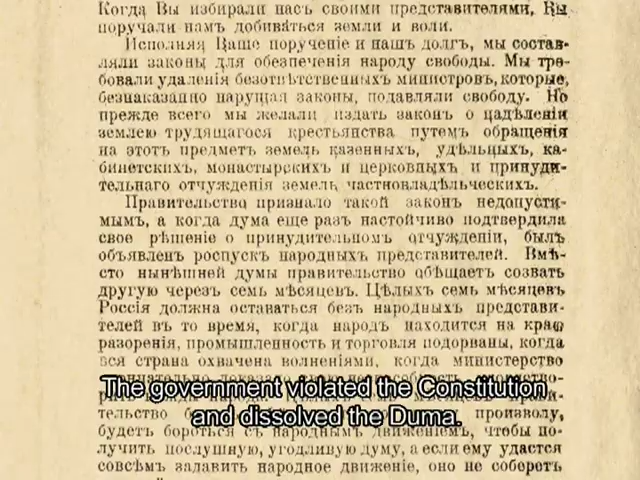 Когда Вы избирали насъ своими представителями, Вы
поручали намъ добиваться земли и воли.
Исполняя Ваше порученіе и нашъ долгъ, мы состав-
ляли законы для обезпеченія народу свободы. Мы тре-
бовали удаленія безотвѣтственныхъ министровъ, которые,
безнаказанно нарущая законы, подавляли свободу. Но
прежде всего мы желали издать законъ о надѣленіи
землею трудящагося крестьянства путемъ обращенія
на этотъ предметъ земель казенныхъ, удѣльныхъ, ка-
бинетскихъ, монастырскихъ и церковныхъ и принуди-
тельнаго отчужденія земель частновладѣльческихъ.
Правительство признало такой законъ недопусти-
мымъ, а когда дума еще разъ настойчиво подтвердила
свое рѣшеніе о принудительномъ отчужденіи, былъ
объявленъ роспускъ народныхъ представителей. Вмѣ-
сто нынѣшней думы правительство обѣщаетъ созвать
другую черезъ семь мѣсяцевъ. Цѣлыхъ семь мѣсяцевъ
Россія должна оставаться безъ народныхъ представи-
телей въ то время, когда народъ находится на краю
разоренія, промышленность и торговля подорваны, когда
вся страна охвачена волненіями, когда министерство
The government violated the Constitution
and dissolved the Duma.
тельство произволу,
будетъ бороться съ народнымъ движеніемъ, чтобы по-
лучить послушную, угодливую думу, а если ему удастся
совсѣмъ задавить народное движеніе, оно не соберетъ